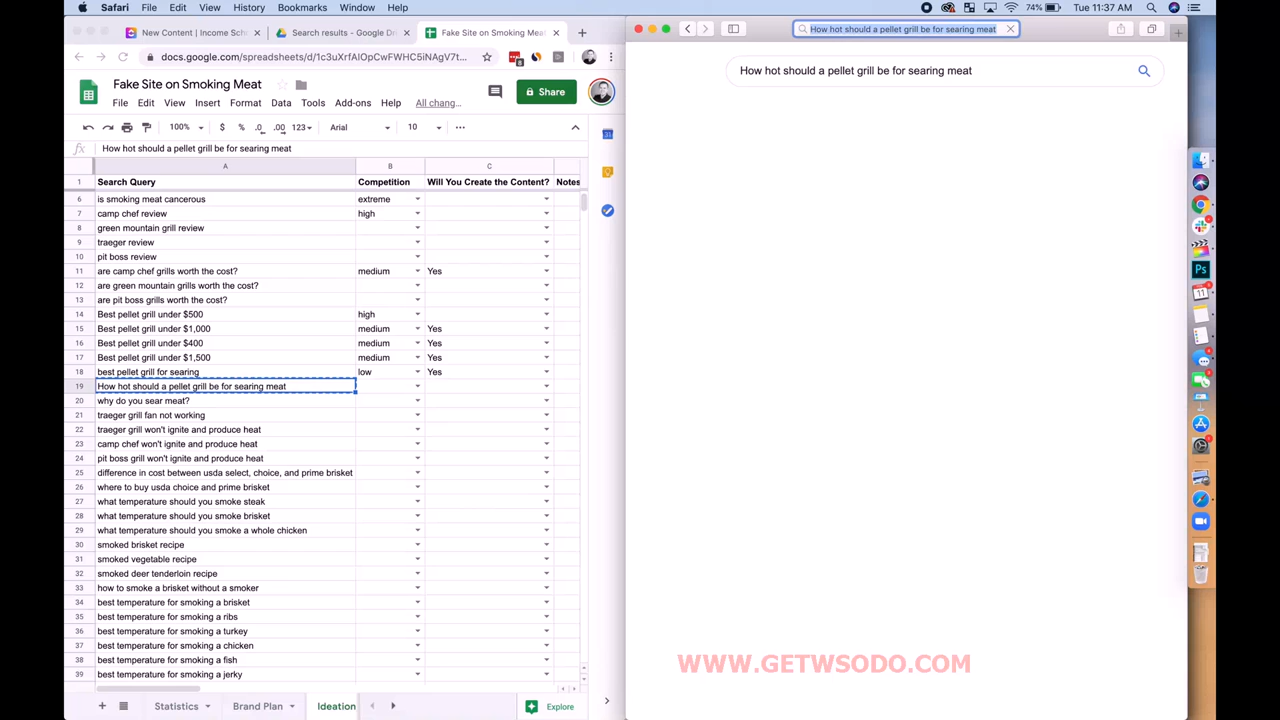 Safari File Edit View History Bookmarks Window Help 74% Tue 11:37 AM
New Content | Incom
ahi results - Google D
Fake Site on Smoking Meat
docs.google.com/spreadsheets/d/1c3uXrfAlOpCwFWHC5iNAgV7t...
How hot should a pellet grill be for searing meat
Fake Site on Smoking Meat
File Edit View Insert Format Data Tools Add-ons Help All chang...
Share
100% $ % .0 .00 123 Arial 10
fx How hot should a pellet grill be for searing meat
A B C
1 Search Query Competition Will You Create the Content? Notes
6 is smoking meat cancerous extreme
7 camp chef review high
8 green mountain grill review
9 traeger review
10 pit boss review
11 are camp chef grills worth the cost? medium Yes
12 are green mountain grills worth the cost?
13 are pit boss grills worth the cost?
14 Best pellet grill under $500 high
15 Best pellet grill under $1,000 medium Yes
16 Best pellet grill under $400 medium Yes
17 Best pellet grill under $1,500 medium Yes
18 best pellet grill for searing low Yes
19 How hot should a pellet grill be for searing meat
20 why do you sear meat?
21 traeger grill fan not working
22 traeger grill won't ignite and produce heat
23 camp chef won't ignite and produce heat
24 pit boss grill won't ignite and produce heat
25 difference in cost between usda select, choice, and prime brisket
26 where to buy usda choice and prime brisket
27 what temperature should you smoke steak
28 what temperature should you smoke brisket
29 what temperature should you smoke a whole chicken
30 smoked brisket recipe
31 smoked vegetable recipe
32 smoked deer tenderloin recipe
33 how to smoke a brisket without a smoker
34 best temperature for smoking a brisket
35 best temperature for smoking a ribs
36 best temperature for smoking a turkey
37 best temperature for smoking a chicken
38 best temperature for smoking a fish
39 best temperature for smoking a jerky
Statistics Brand Plan Ideation Explore
How hot should a pellet grill be for searing meat
WWW.GETWSODO.COM